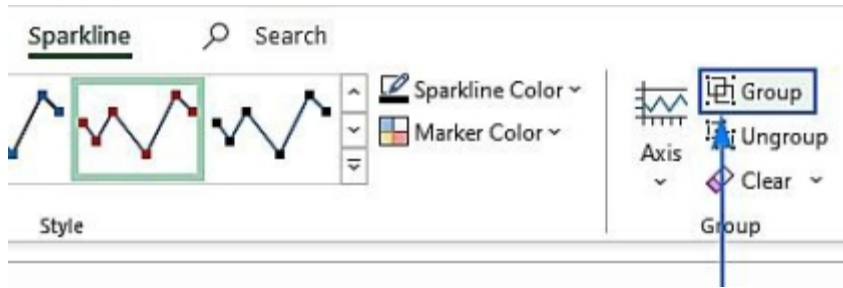 Sparkline
Search
Sparkline Color
Marker Color
Style
Axis
Group
Ungroup
Clear
Group